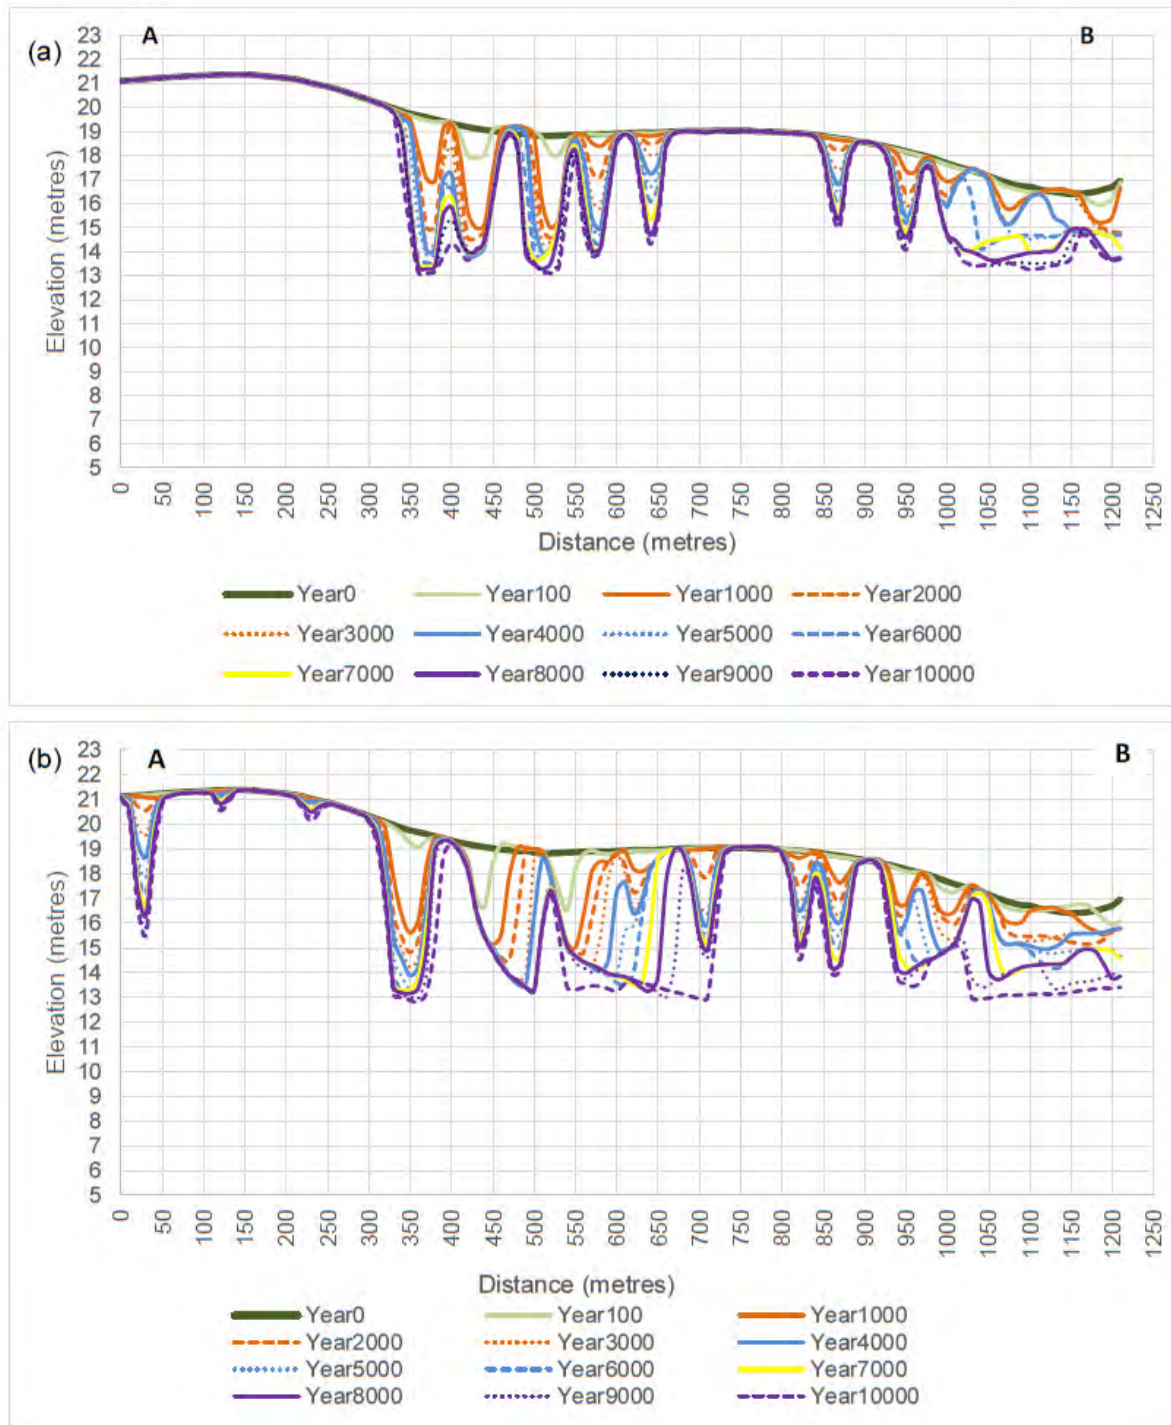 (a)
A
B
23
22
21
20
19
18
17
16
15
14
13
12
11
10
9
8
7
6
5
Elevation (metres)
0 50 100 150 200 250 300 350 400 450 500 550 600 650 700 750 800 850 900 950 1000 1050 1100 1150 1200 1250
Distance (metres)
Year0 Year100 Year1000 Year2000
Year3000 Year4000 Year5000 Year6000
Year7000 Year8000 Year9000 Year10000
(b)
A
B
23
22
21
20
19
18
17
16
15
14
13
12
11
10
9
8
7
6
5
Elevation (metres)
0 50 100 150 200 250 300 350 400 450 500 550 600 650 700 750 800 850 900 950 1000 1050 1100 1150 1200 1250
Distance (metres)
Year0 Year100 Year1000
Year2000 Year3000 Year4000
Year5000 Year6000 Year7000
Year8000 Year9000 Year10000